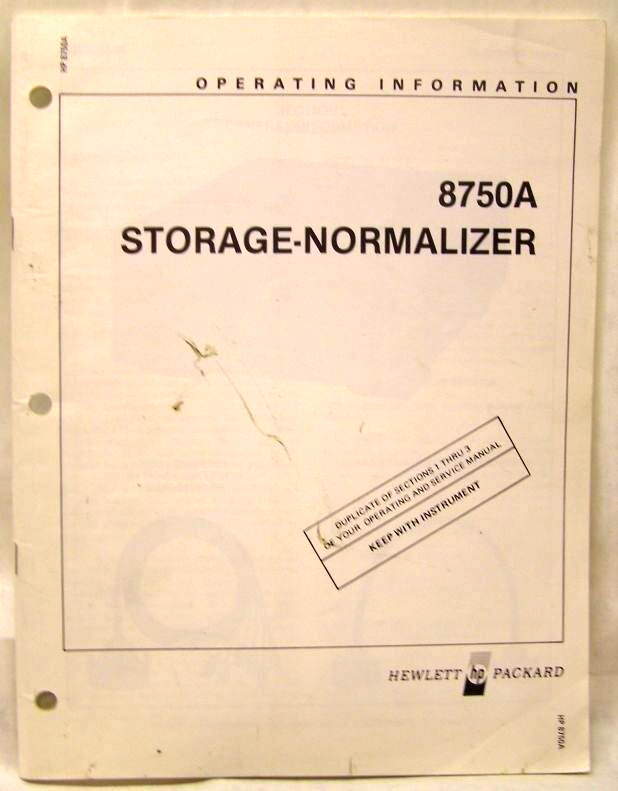 HP 8750A
OPERATING INFORMATION
8750A
STORAGE-NORMALIZER
DUPLICATE OF SECTIONS 1 THRU 3
OF YOUR OPERATING AND SERVICE MANUAL
KEEP WITH INSTRUMENT
HEWLETT hp PACKARD
HP 8750A